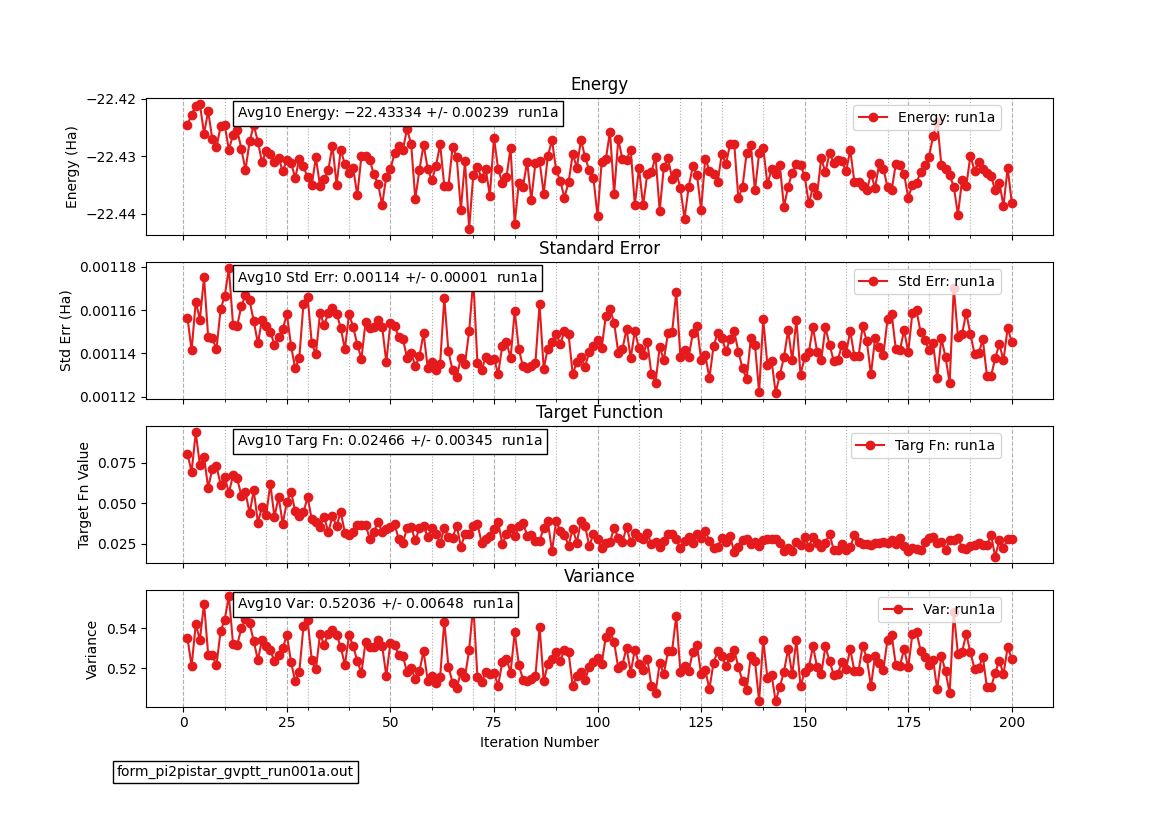 Energy
Energy (Ha)
−22.42
−22.43
−22.44
Avg10 Energy: −22.43334 +/- 0.00239  run1a
Energy: run1a
Standard Error
Std Err (Ha)
0.00118
0.00116
0.00114
0.00112
Avg10 Std Err: 0.00114 +/- 0.00001  run1a
Std Err: run1a
Target Function
Target Fn Value
0.075
0.050
0.025
Avg10 Targ Fn: 0.02466 +/- 0.00345  run1a
Targ Fn: run1a
Variance
Variance
0.54
0.52
Avg10 Var: 0.52036 +/- 0.00648  run1a
Var: run1a
0 25 50 75 100 125 150 175 200
Iteration Number
form_pi2pistar_gvptt_run001a.out